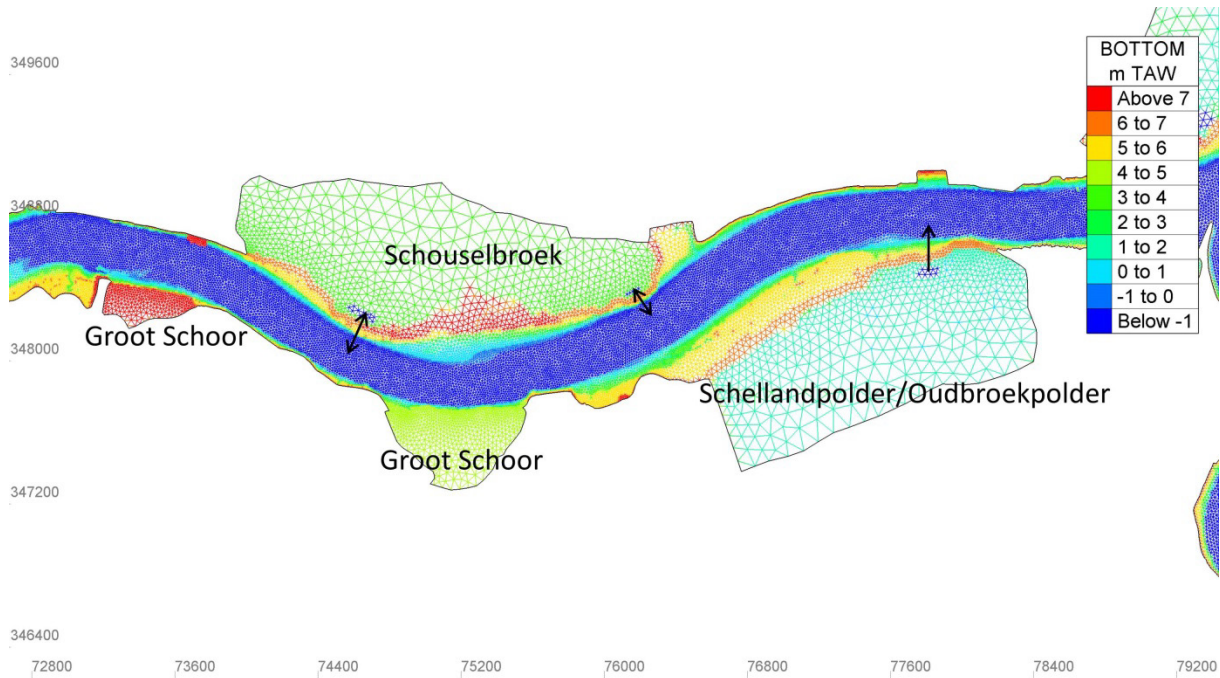 349600
BOTTOM
m TAW
Above 7
6 to 7
5 to 6
4 to 5
3 to 4
2 to 3
1 to 2
0 to 1
-1 to 0
Below -1
348800
Schouselbroek
Groot Schoor
348000
Schellandpolder/Oudbroekpolder
Groot Schoor
347200
346400
72800 73600 74400 75200 76000 76800 77600 78400 79200